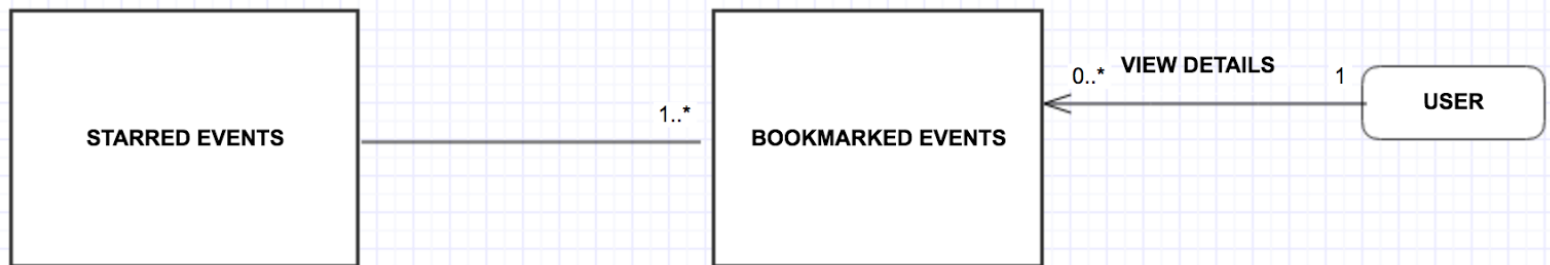 STARRED EVENTS
1..*
BOOKMARKED EVENTS
0..*
VIEW DETAILS
1
USER